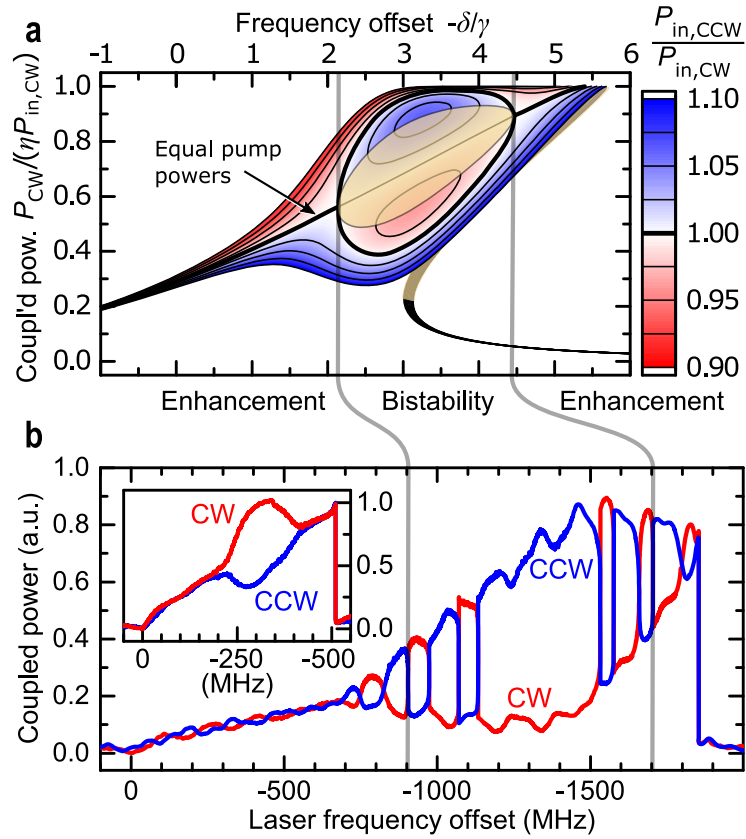 a
Frequency offset -δ/γ
P_in,CCW
P_in,CW
-1 0 1 2 3 4 5 6
Coupl'd pow. P_CW/(ηP_in,CW)
1.0
0.8
0.6
0.4
0.2
0.0
Equal pump
powers
1.10
1.05
1.00
0.95
0.90
Enhancement Bistability Enhancement
b
Coupled power (a.u.)
1.0
0.8
0.6
0.4
0.2
0.0
CW
CCW
1.0
0.5
0.0
0 -250 -500
(MHz)
CCW
CW
0 -500 -1000 -1500
Laser frequency offset (MHz)